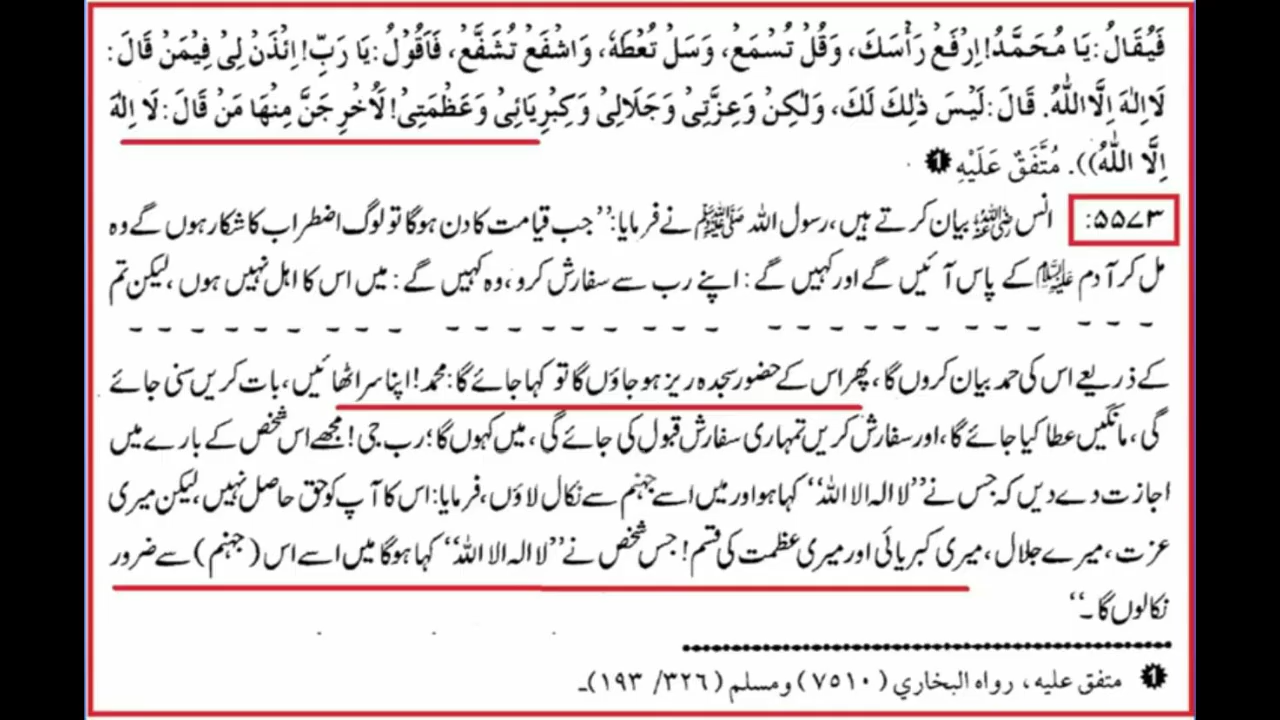 فَيُقَالُ: يَا مُحَمَّدُ! اِرْفَعْ رَأْسَكَ، وَقُلْ تُسْمَعْ، وَسَلْ تُعْطَهْ، وَاشْفَعْ تُشَفَّعْ، فَاَقُوْلُ: يَا رَبِّ! ائْذَنْ لِىْ فِيْمَنْ قَالَ:
لَا اِلٰهَ اِلَّا اللّٰهُ. قَالَ: لَيْسَ ذٰلِكَ لَكَ، وَلٰكِنْ وَعِزَّتِىْ وَجَلَالِىْ وَكِبْرِيَائِىْ وَعَظْمَتِىْ! لَاُخْرِجَنَّ مِنْهَا مَنْ قَالَ: لَا اِلٰهَ
اِلَّا اللّٰهُ)). مُتَّفَقٌ عَلَيْهِ ❶
۵۵۷۳: انس رضی اللہ عنہ بیان کرتے ہیں، رسول اللہ ﷺ نے فرمایا: ’’جب قیامت کا دن ہوگا تو لوگ اضطراب کا شکار ہوں گے وہ
مل کر آدم علیہ السلام کے پاس آئیں گے اور کہیں گے: اپنے رب سے سفارش کرو، وہ کہیں گے: میں اس کا اہل نہیں ہوں، لیکن تم
کے ذریعے اس کی حمد بیان کروں گا، پھر اس کے حضور سجدہ ریز ہو جاؤں گا تو کہا جائے گا: محمد! اپنا سر اٹھائیں، بات کریں سنی جائے
گی، مانگیں عطا کیا جائے گا، اور سفارش کریں تمہاری سفارش قبول کی جائے گی، میں کہوں گا؛ رب جی! مجھے اس شخص کے بارے میں
اجازت دے دیں کہ جس نے ’’لا الہ الا اللہ‘‘ کہا ہو اور میں اسے جہنم سے نکال لاؤں، فرمایا: اس کا آپ کو حق حاصل نہیں، لیکن میری
عزت، میرے جلال، میری کبریائی اور میری عظمت کی قسم! جس شخص نے ’’لا الہ الا اللہ‘‘ کہا ہوگا میں اسے اس (جہنم) سے ضرور
نکالوں گا۔‘‘
❶ متفق علیہ، رواہ البخاري (۷۵۱۰) ومسلم (۳۲۶/ ۱۹۳)۔